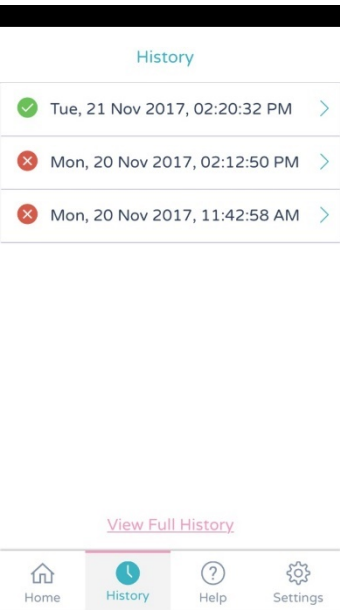 History
Tue, 21 Nov 2017, 02:20:32 PM
Mon, 20 Nov 2017, 02:12:50 PM
Mon, 20 Nov 2017, 11:42:58 AM
View Full History
Home History Help Settings